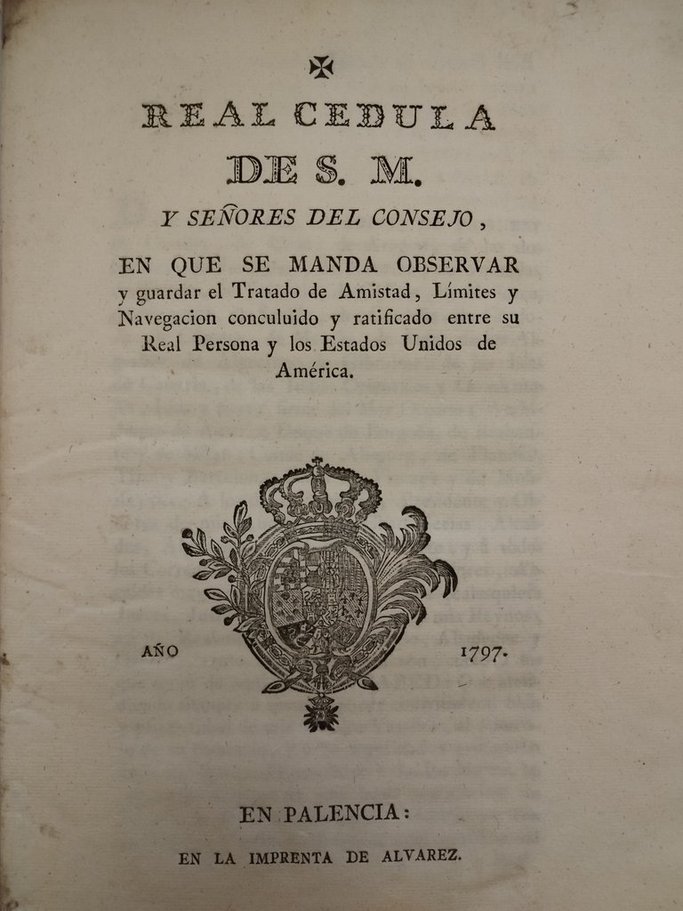 REAL CEDULA
DE S. M.
Y SEÑORES DEL CONSEJO,
EN QUE SE MANDA OBSERVAR
y guardar el Tratado de Amistad, Límites y
Navegacion conculuido y ratificado entre su
Real Persona y los Estados Unidos de
América.
AÑO 1797.
EN PALENCIA:
EN LA IMPRENTA DE ALVAREZ.